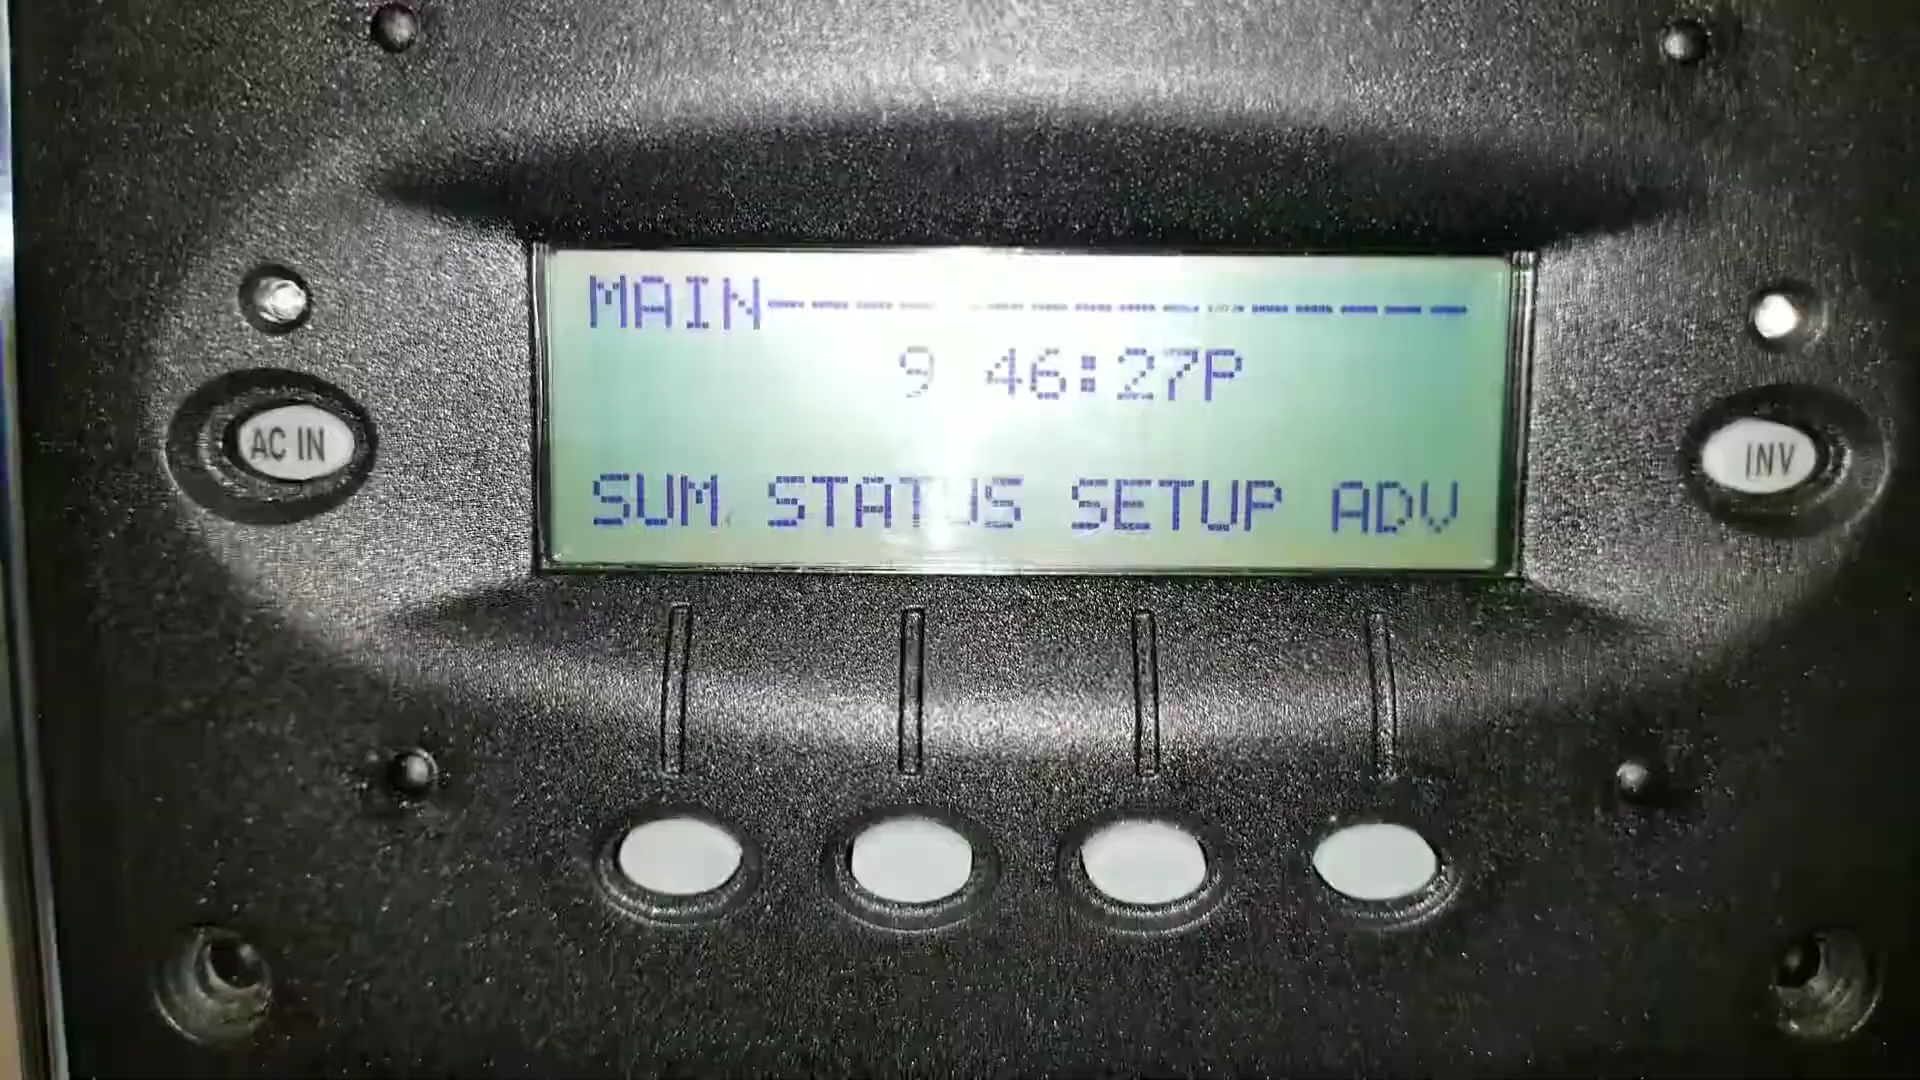 MAIN--------------------
9 46:27P
AC IN
INV
SUM STATUS SETUP ADV